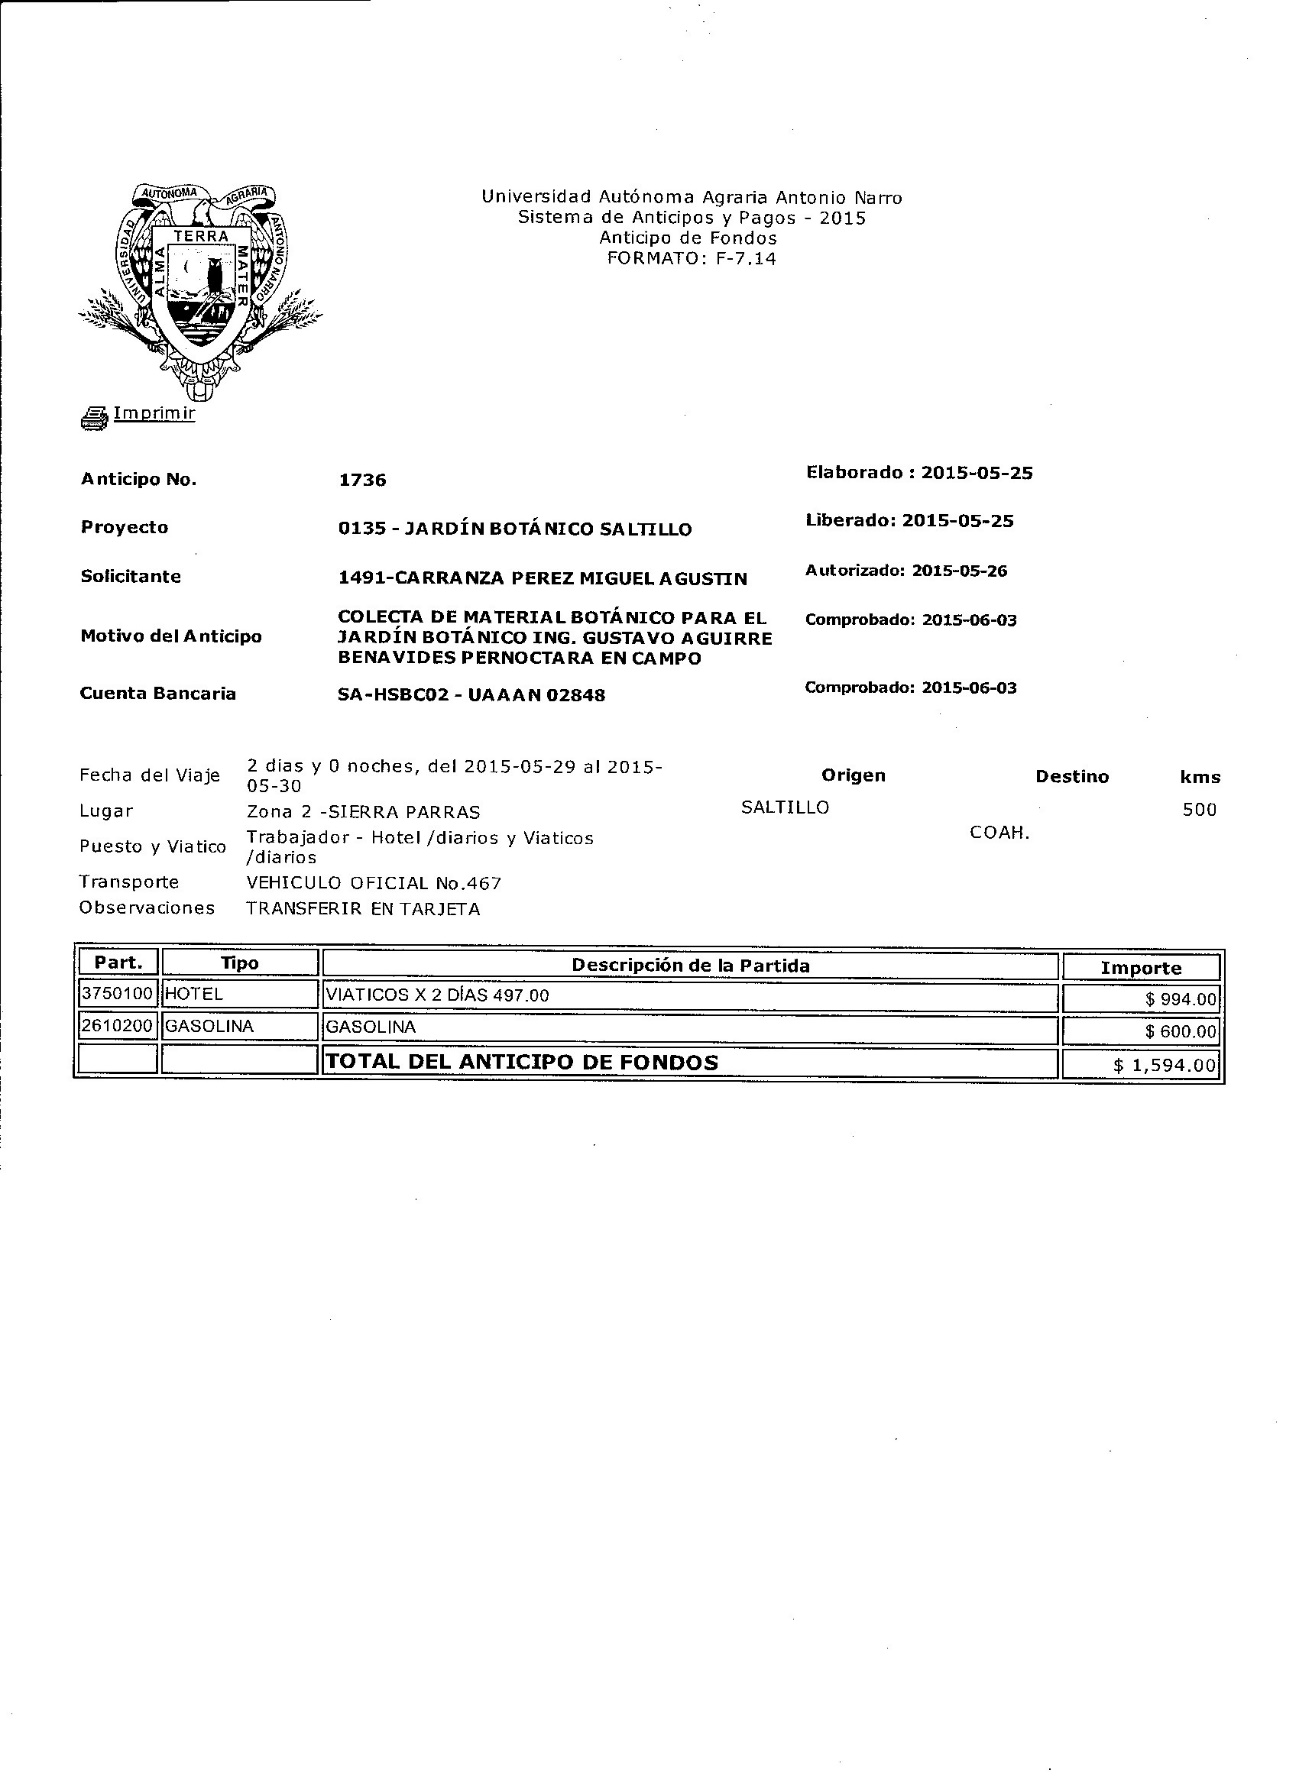 UNIVERSIDAD AUTONOMA AGRARIA ANTONIO NARRO
ALMA TERRA MATER
Universidad Autónoma Agraria Antonio Narro
Sistema de Anticipos y Pagos - 2015
Anticipo de Fondos
FORMATO: F-7.14
Imprimir
Anticipo No. 1736 Elaborado : 2015-05-25
Proyecto 0135 - JARDÍN BOTÁNICO SALTILLO Liberado: 2015-05-25
Solicitante 1491-CARRANZA PEREZ MIGUEL AGUSTIN Autorizado: 2015-05-26
Motivo del Anticipo COLECTA DE MATERIAL BOTÁNICO PARA EL Comprobado: 2015-06-03
JARDÍN BOTÁNICO ING. GUSTAVO AGUIRRE
BENAVIDES PERNOCTARA EN CAMPO
Cuenta Bancaria SA-HSBC02 - UAAAN 02848 Comprobado: 2015-06-03
Fecha del Viaje 2 dias y 0 noches, del 2015-05-29 al 2015-
05-30
Lugar Zona 2 -SIERRA PARRAS
Puesto y Viatico Trabajador - Hotel /diarios y Viaticos
/diarios
Transporte VEHICULO OFICIAL No.467
Observaciones TRANSFERIR EN TARJETA
Origen Destino kms
SALTILLO 500
COAH.
Part. Tipo Descripción de la Partida Importe
3750100 HOTEL VIATICOS X 2 DÍAS 497.00 $ 994.00
2610200 GASOLINA GASOLINA $ 600.00
TOTAL DEL ANTICIPO DE FONDOS $ 1,594.00